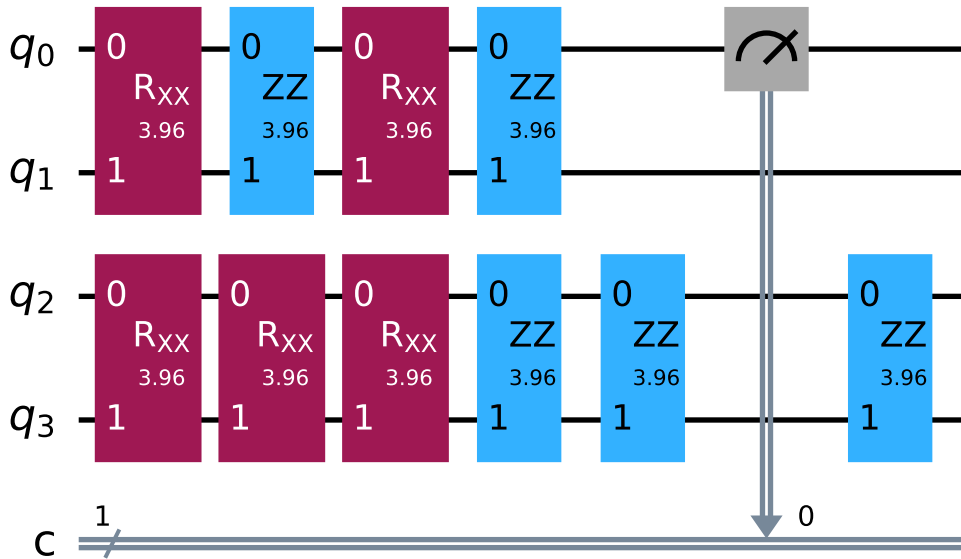 q0 0 0 0 0
RXX ZZ RXX ZZ
3.96 3.96 3.96 3.96
q1 1 1 1 1
q2 0 0 0 0 0 0
RXX RXX RXX ZZ ZZ ZZ
3.96 3.96 3.96 3.96 3.96 3.96
q3 1 1 1 1 1 1
1 0
c